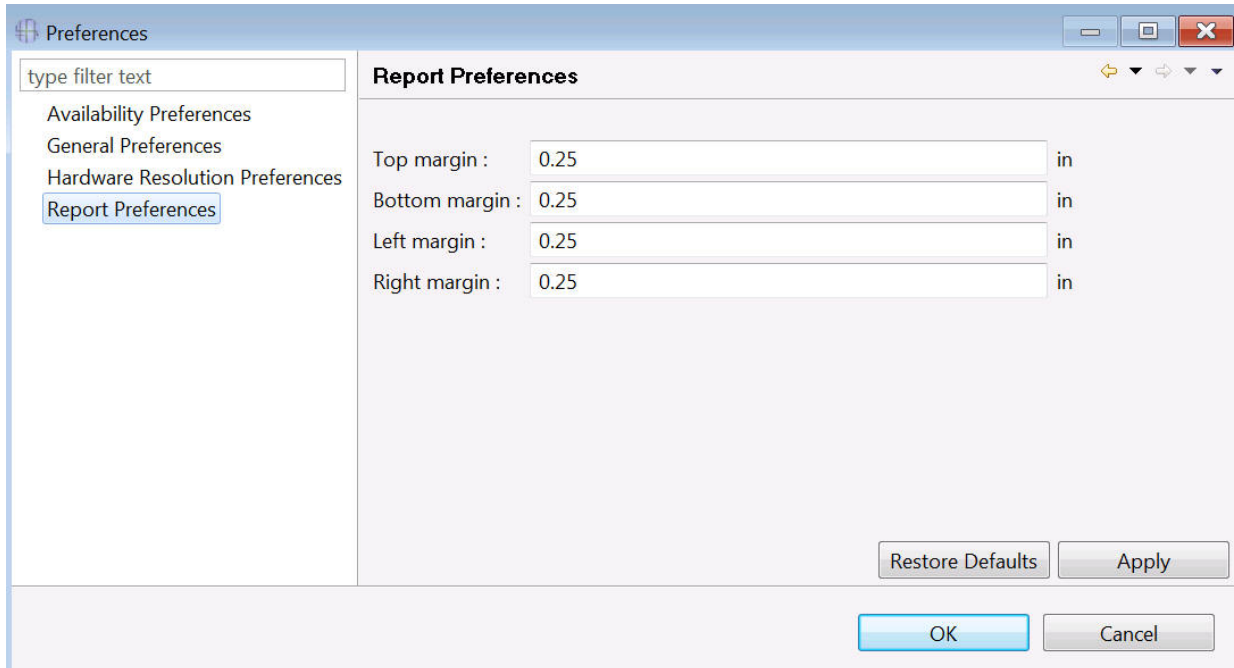 Preferences
type filter text
Availability Preferences
General Preferences
Hardware Resolution Preferences
Report Preferences
Report Preferences
Top margin : 0.25 in
Bottom margin : 0.25 in
Left margin : 0.25 in
Right margin : 0.25 in
Restore Defaults Apply
OK Cancel